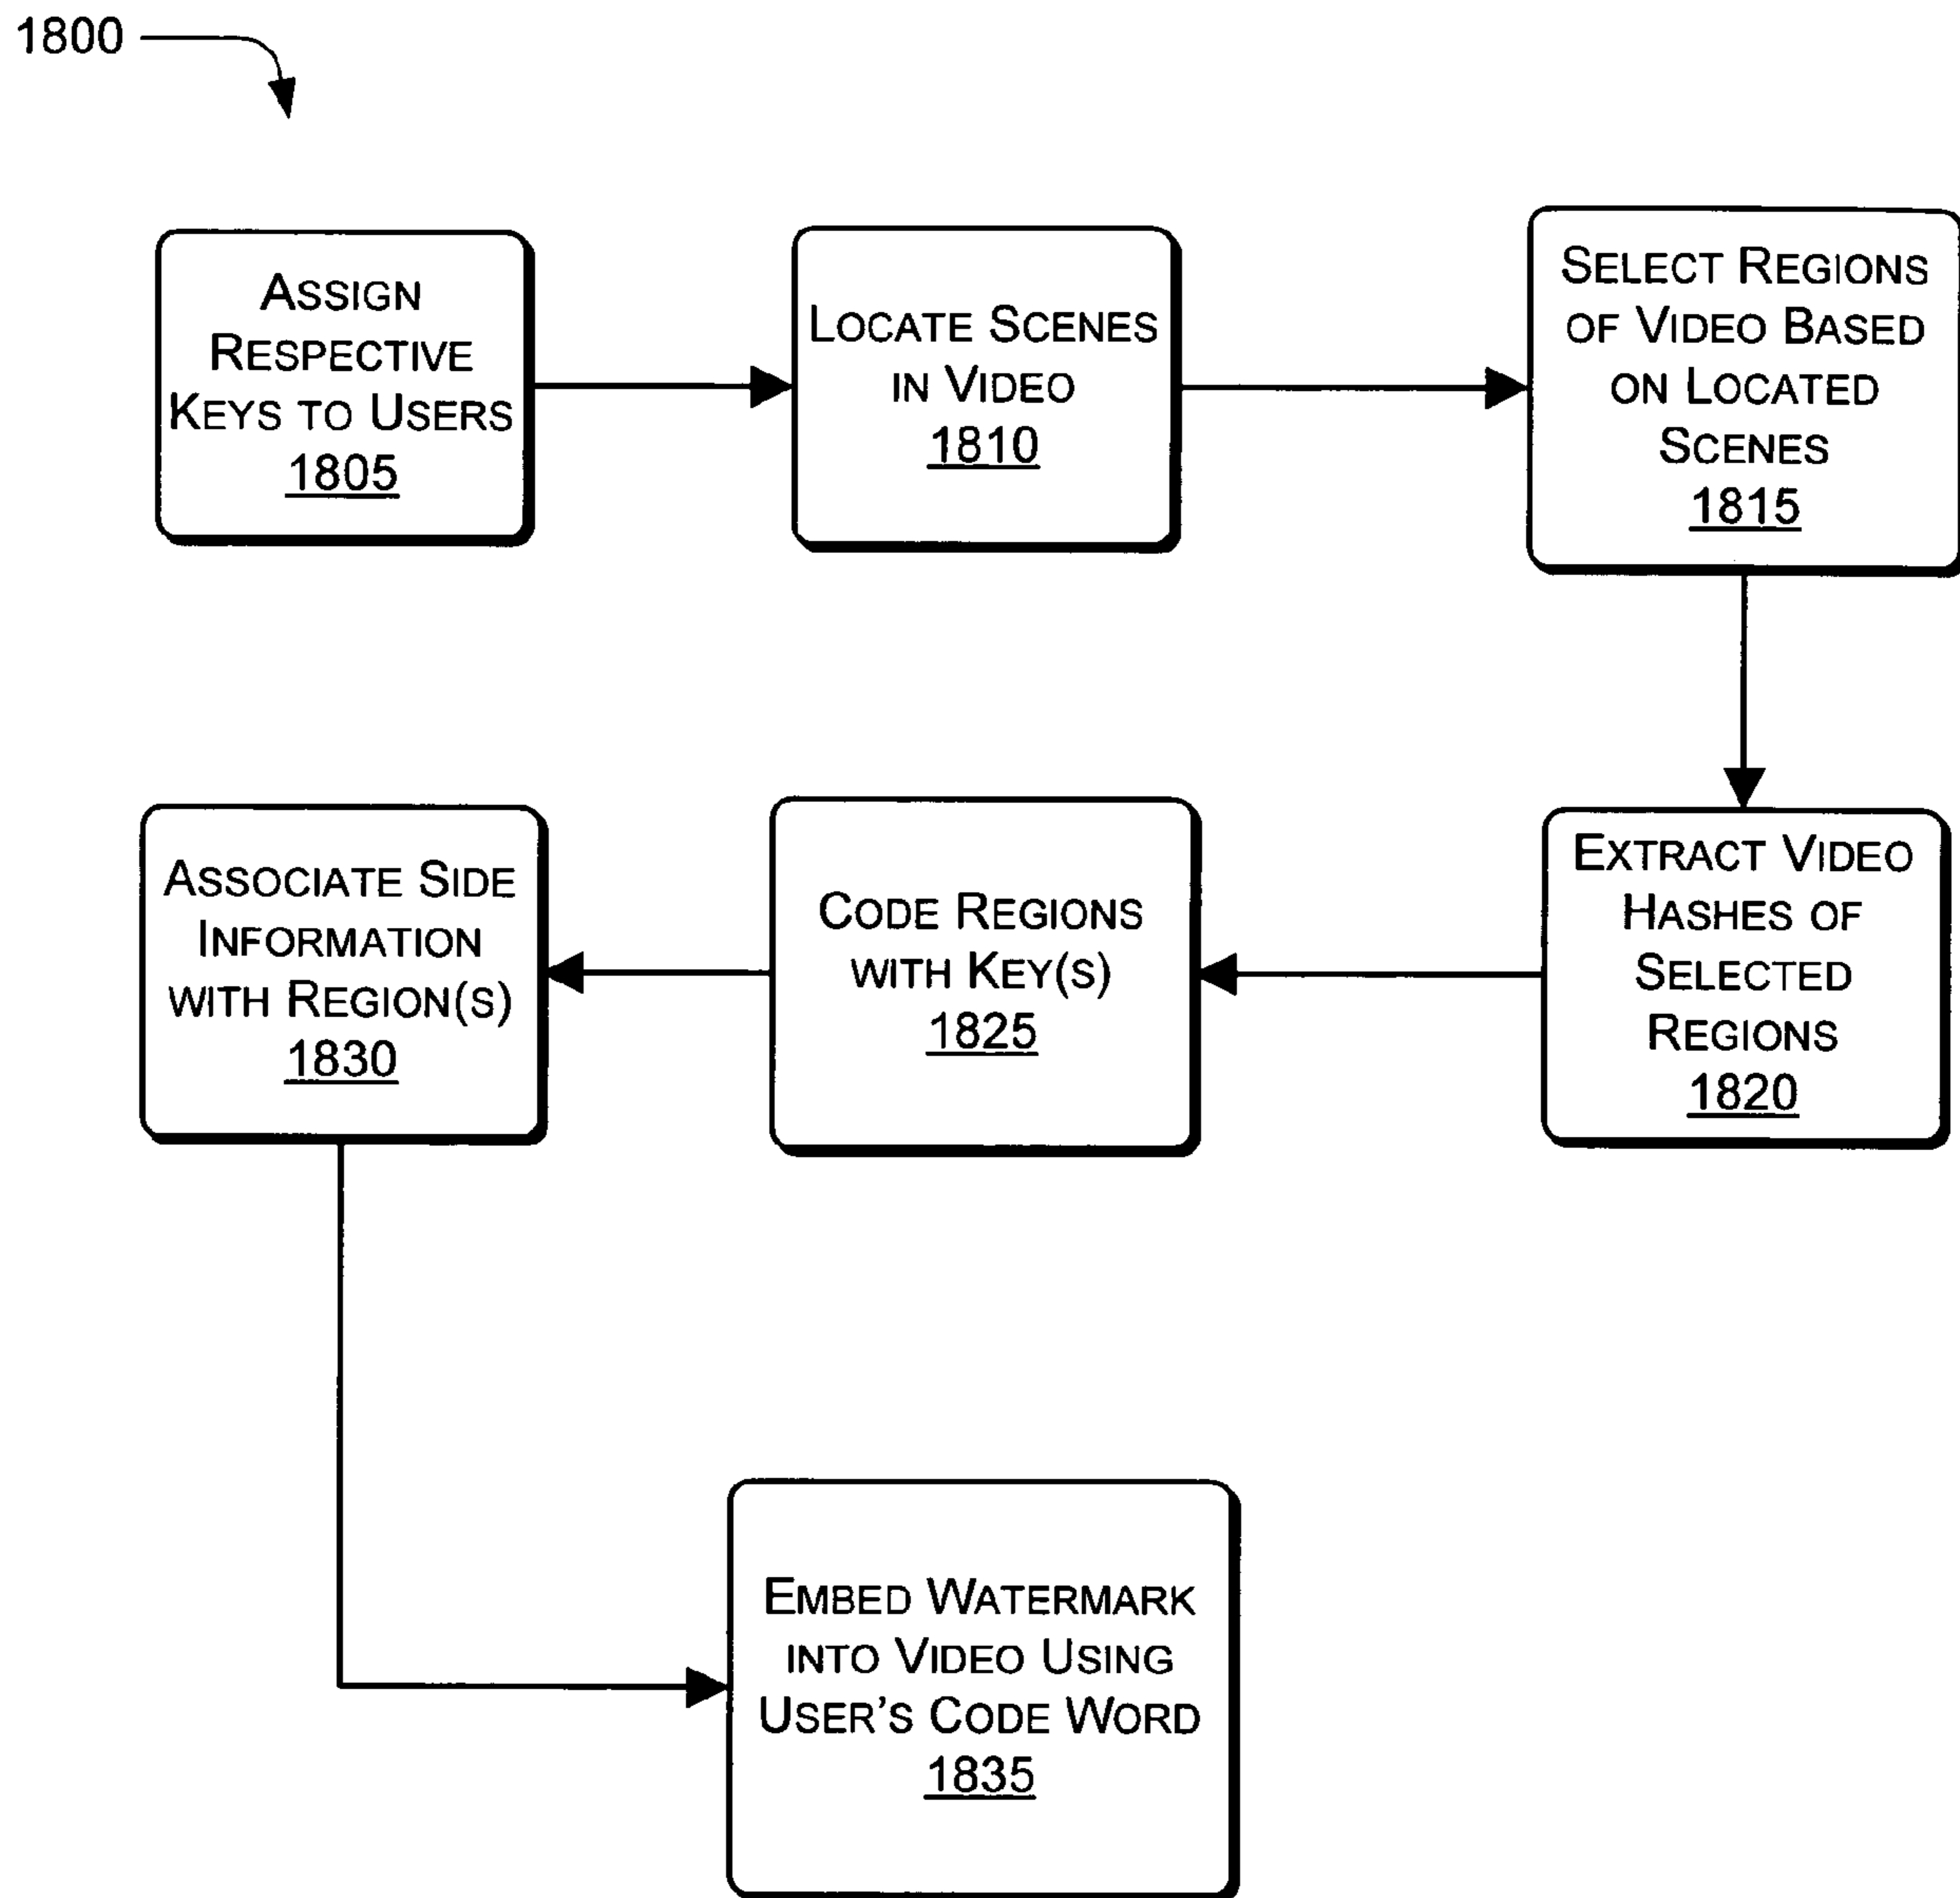 1800
ASSIGN
RESPECTIVE
KEYS TO USERS
1805
LOCATE SCENES
IN VIDEO
1810
SELECT REGIONS
OF VIDEO BASED
ON LOCATED
SCENES
1815
EXTRACT VIDEO
HASHES OF
SELECTED
REGIONS
1820
CODE REGIONS
WITH KEY(S)
1825
ASSOCIATE SIDE
INFORMATION
WITH REGION(S)
1830
EMBED WATERMARK
INTO VIDEO USING
USER'S CODE WORD
1835